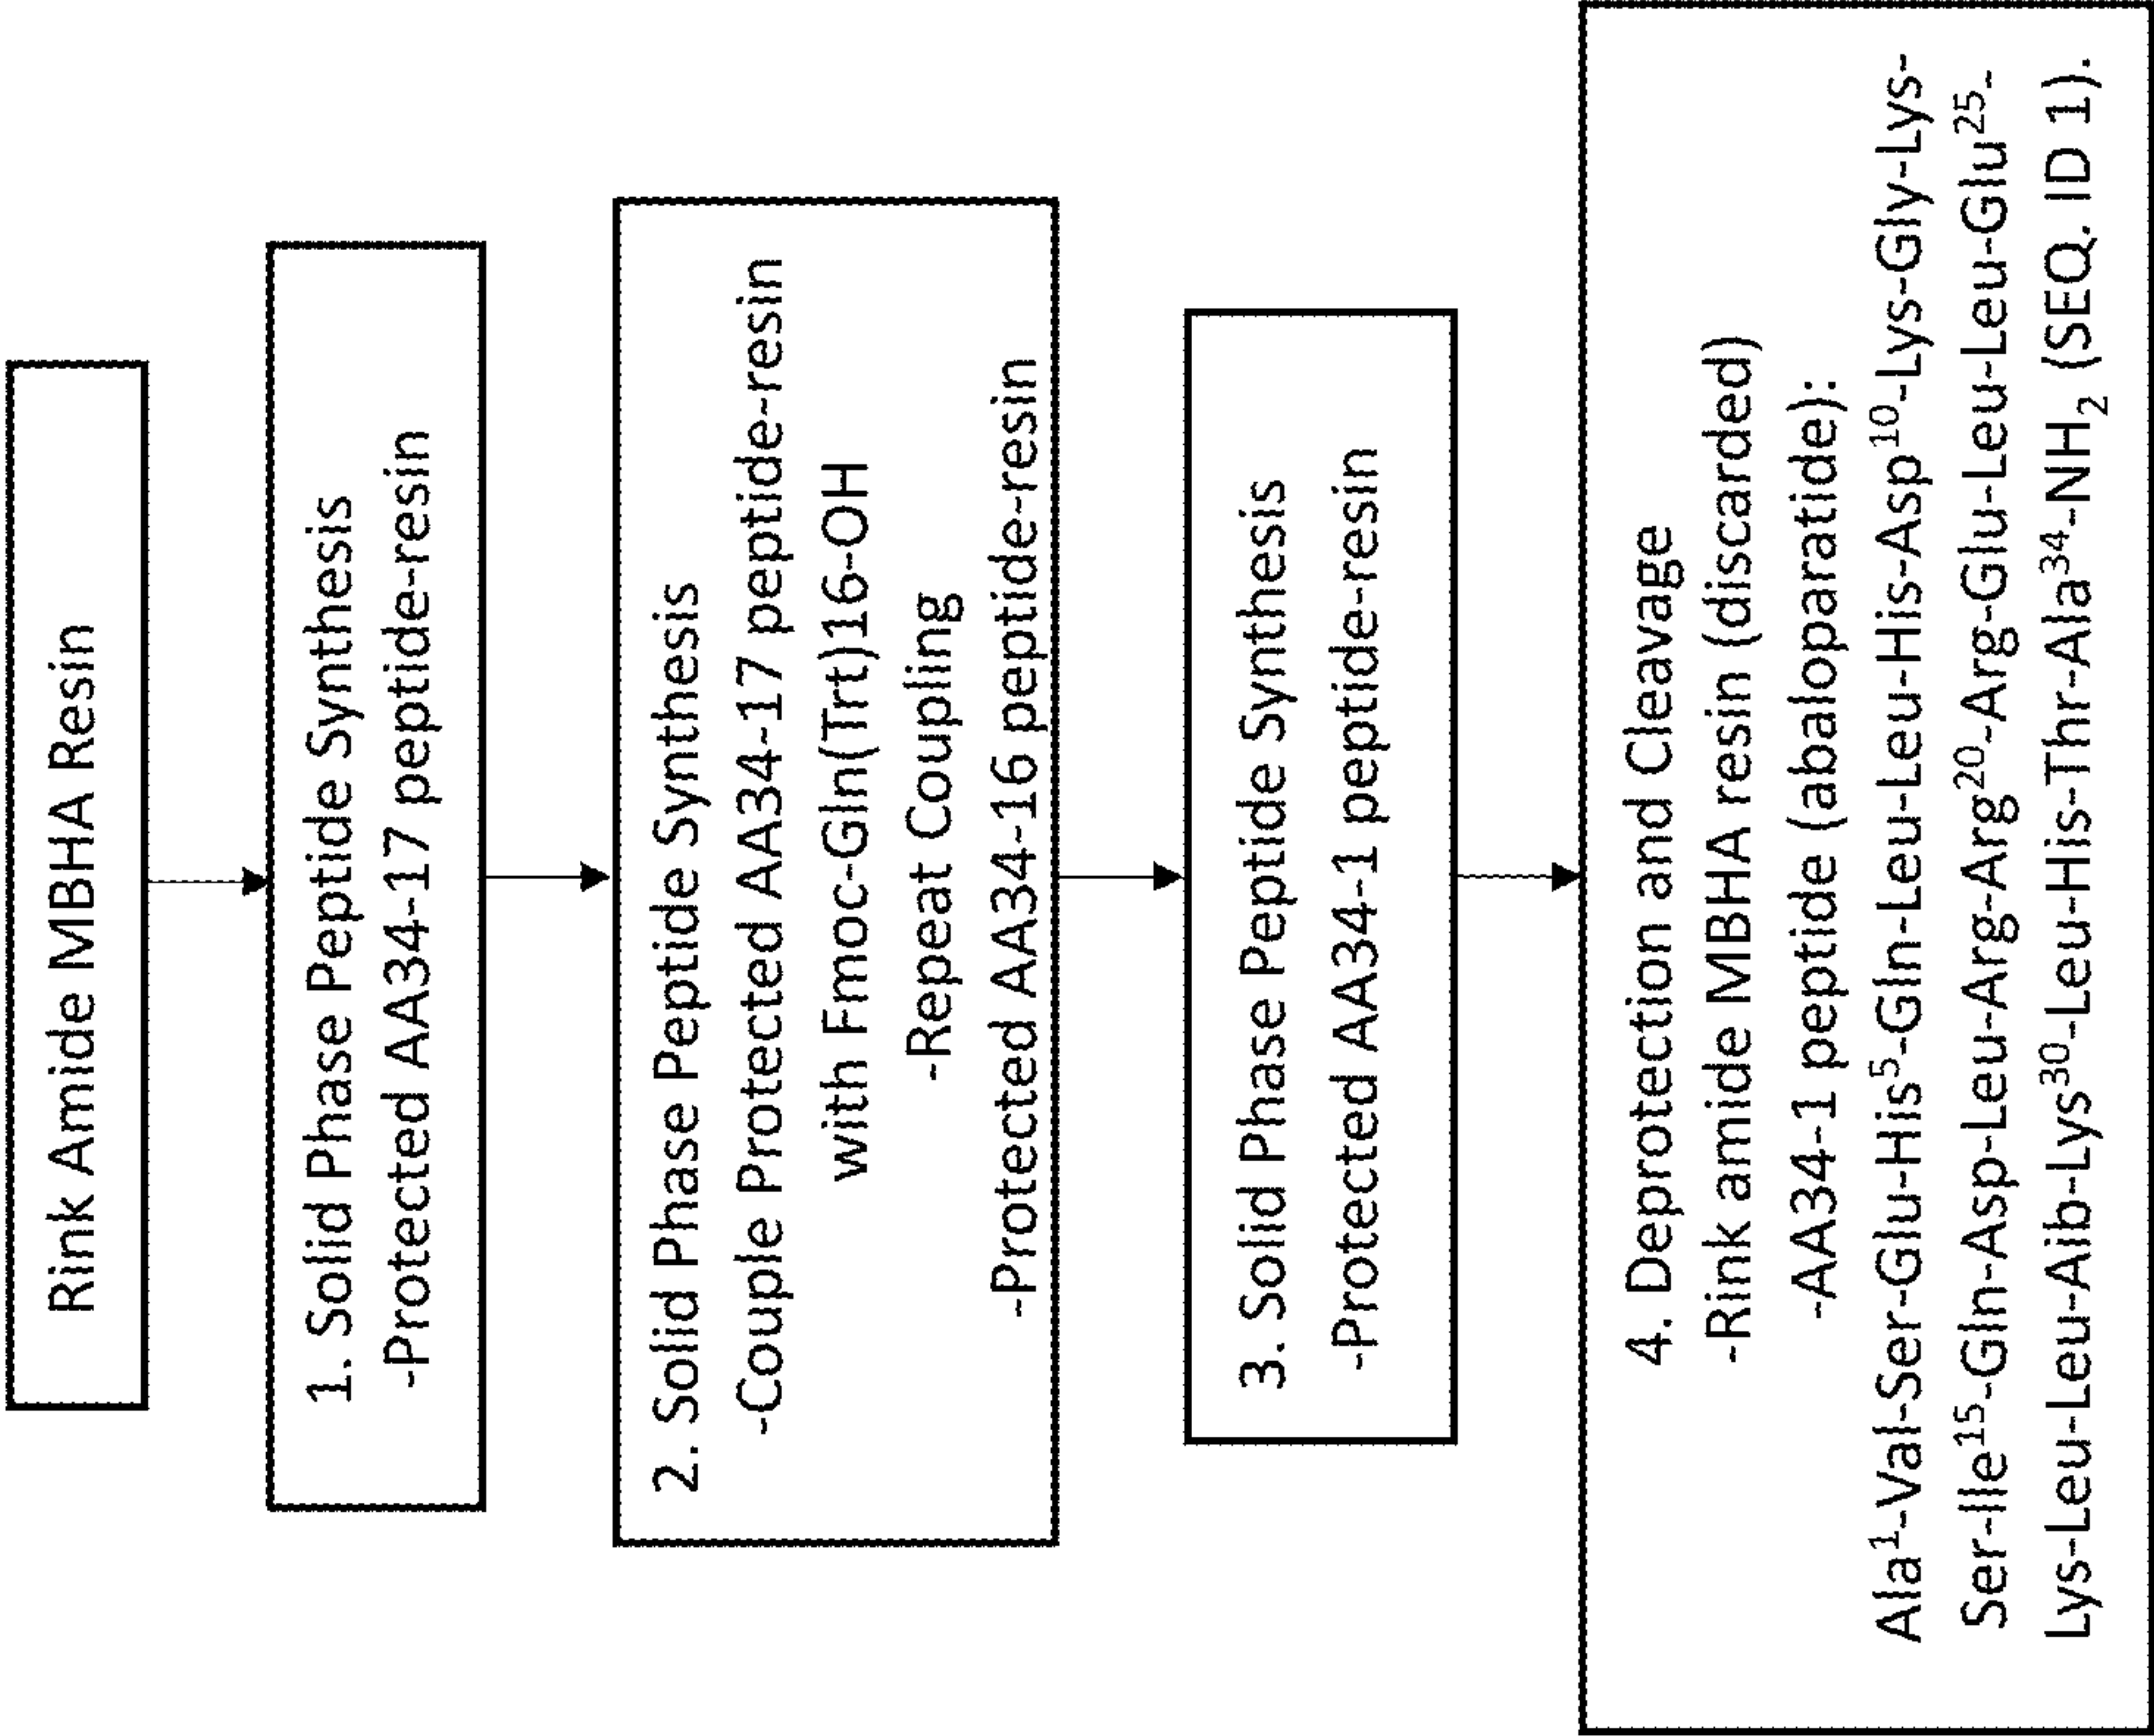 Rink Amide MBHA Resin
1. Solid Phase Peptide Synthesis
-Protected AA34-17 peptide-resin
2. Solid Phase Peptide Synthesis
-Couple Protected AA34-17 peptide-resin
with Fmoc-Gln(Trt)16-OH
-Repeat Coupling
-Protected AA34-16 peptide-resin
3. Solid Phase Peptide Synthesis
-Protected AA34-1 peptide-resin
4. Deprotection and Cleavage
-Rink amide MBHA resin (discarded)
-AA34-1 peptide (abaloparatide):
Ala¹-Val-Ser-Glu-His⁵-Gln-Leu-Leu-His-Asp¹⁰-Lys-Gly-Lys-
Ser-Ile¹⁵-Gln-Asp-Leu-Arg-Arg²⁰-Arg-Glu-Leu-Leu-Glu²⁵-
Lys-Leu-Leu-Aib-Lys³⁰-Leu-His-Thr-Ala³⁴-NH₂ (SEQ. ID 1).